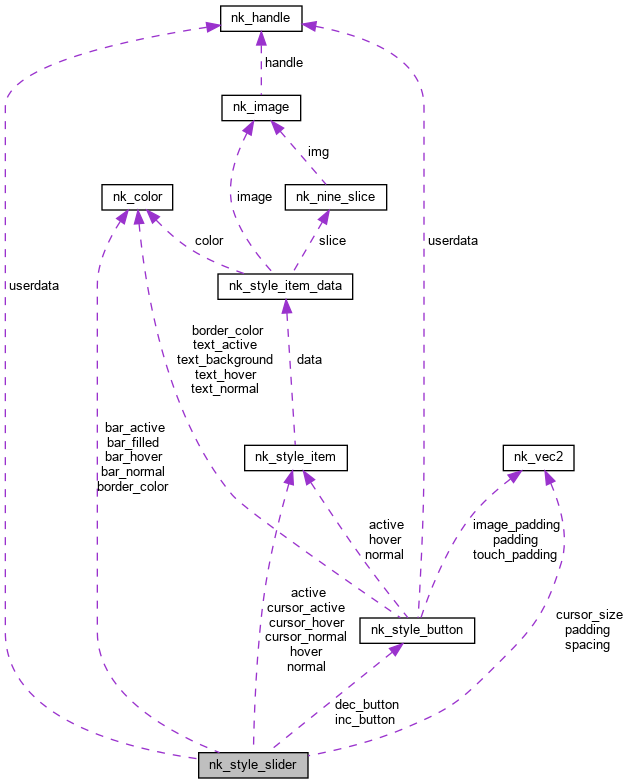 nk_handle
handle
nk_image
img
nk_color
image
nk_nine_slice
color
slice
userdata
userdata
nk_style_item_data
border_color
text_active
text_background
text_hover
text_normal
data
bar_active
bar_filled
bar_hover
bar_normal
border_color
nk_style_item
nk_vec2
active
hover
normal
image_padding
padding
touch_padding
active
cursor_active
cursor_hover
cursor_normal
hover
normal
nk_style_button
cursor_size
padding
spacing
dec_button
inc_button
nk_style_slider